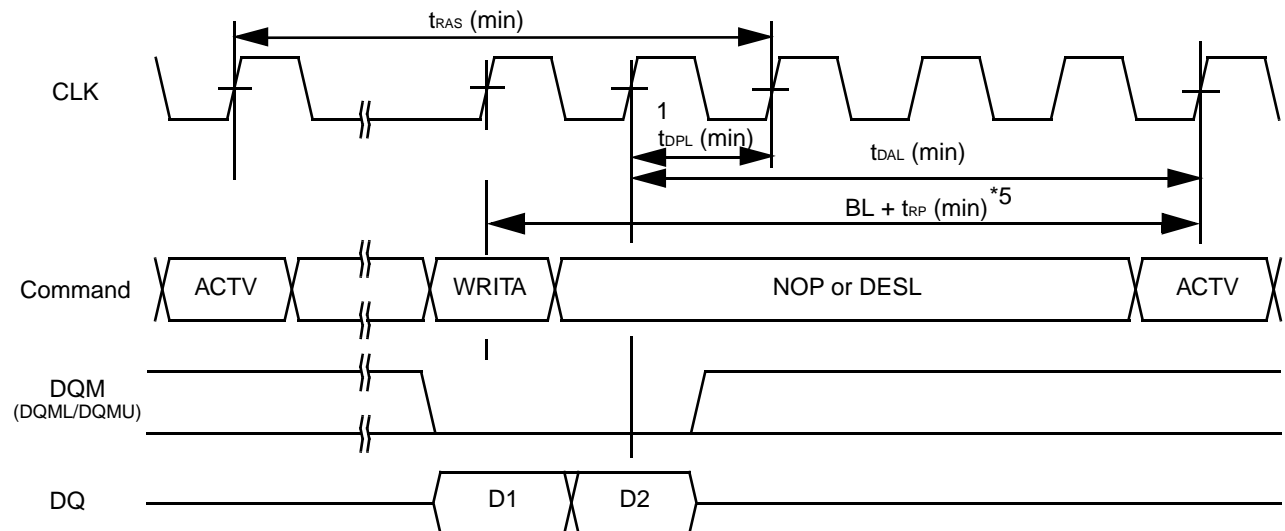 tRAS (min)
CLK
1
tDPL (min)
tDAL (min)
BL + tRP (min)*5
Command
ACTV
WRITA
NOP or DESL
ACTV
DQM
(DQML/DQMU)
DQ
D1
D2